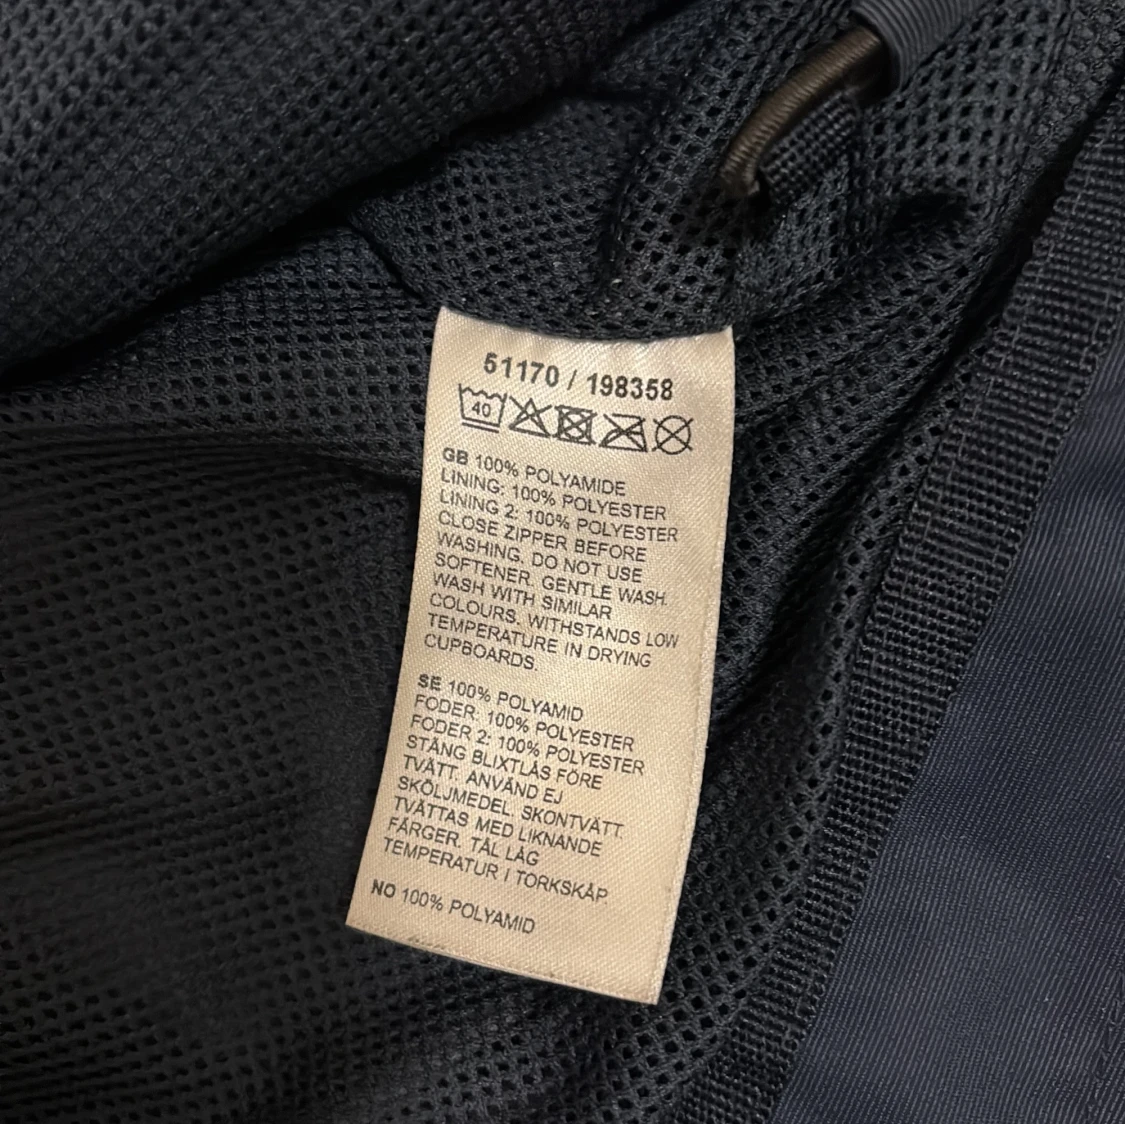 51170 / 198358
40
GB 100% POLYAMIDE
LINING: 100% POLYESTER
LINING 2: 100% POLYESTER
CLOSE ZIPPER BEFORE
WASHING. DO NOT USE
SOFTENER. GENTLE WASH.
WASH WITH SIMILAR
COLOURS. WITHSTANDS LOW
TEMPERATURE IN DRYING
CUPBOARDS.
SE 100% POLYAMID
FODER: 100% POLYESTER
FODER 2: 100% POLYESTER
STÄNG BLIXTLÅS FÖRE
TVÄTT. ANVÄND EJ
SKÖLJMEDEL. SKONTVÄTT.
TVÄTTAS MED LIKNANDE
FÄRGER. TÅL LÅG
TEMPERATUR I TORKSKÅP.
NO 100% POLYAMID